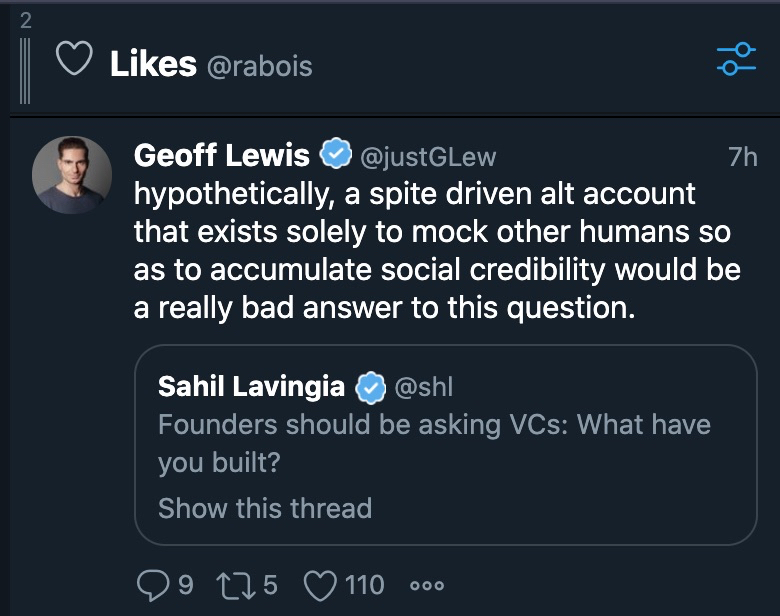 2
Likes @rabois
Geoff Lewis @justGLew 7h
hypothetically, a spite driven alt account
that exists solely to mock other humans so
as to accumulate social credibility would be
a really bad answer to this question.
Sahil Lavingia @shl
Founders should be asking VCs: What have
you built?
Show this thread
9 5 110